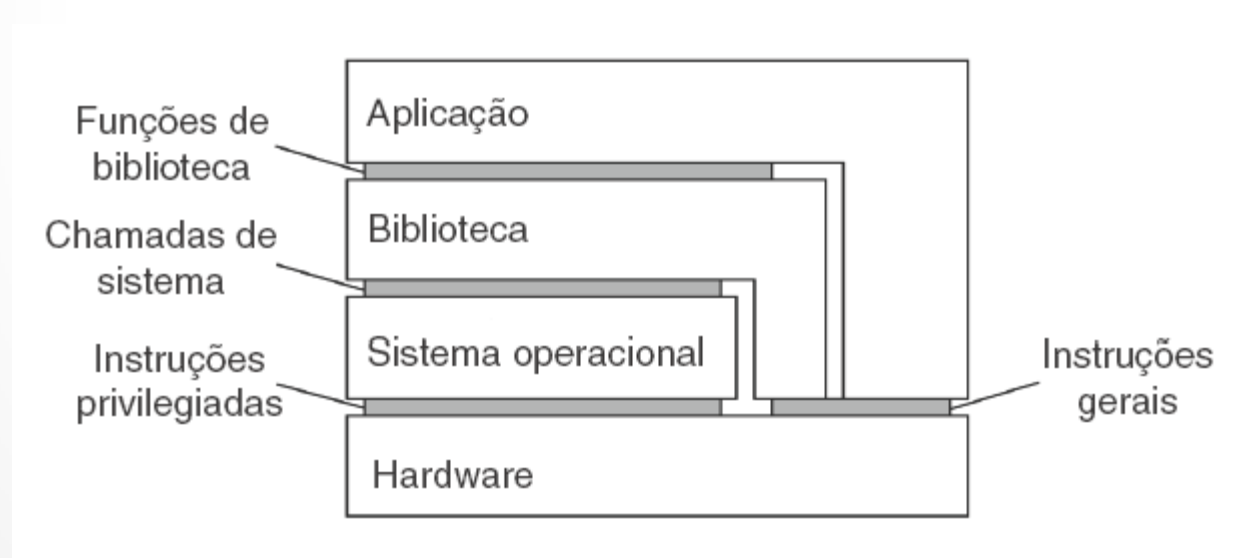 Aplicação
Funções de
biblioteca
Biblioteca
Chamadas de
sistema
Sistema operacional
Instruções
privilegiadas
Instruções
gerais
Hardware